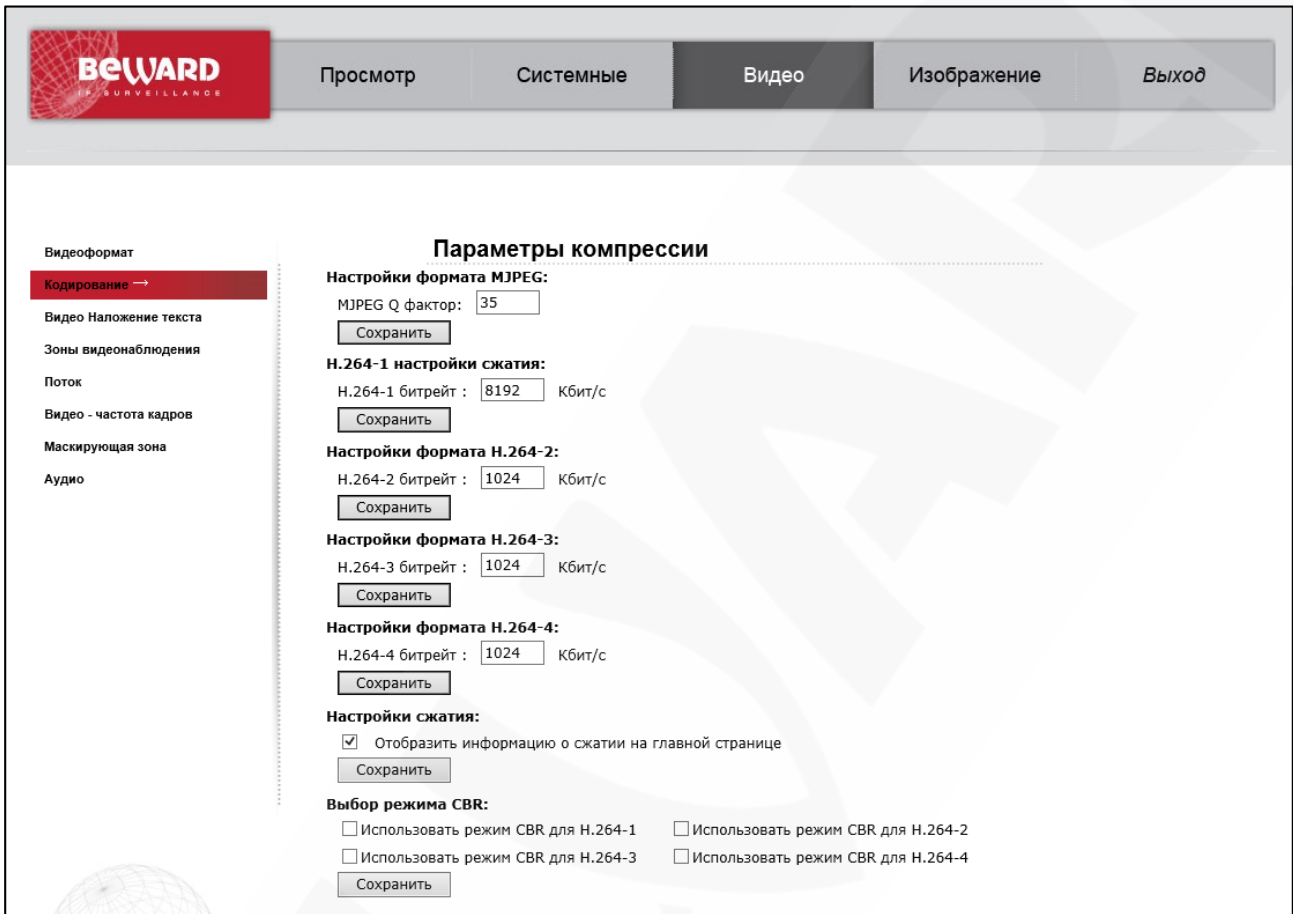 BEWARD
IP SURVEILLANCE
Просмотр Системные Видео Изображение Выход
Видеоформат
Кодирование →
Видео Наложение текста
Зоны видеонаблюдения
Поток
Видео - частота кадров
Маскирующая зона
Аудио
Параметры компрессии
Настройки формата MJPEG:
MJPEG Q фактор: 35
Сохранить
H.264-1 настройки сжатия:
H.264-1 битрейт : 8192 Кбит/с
Сохранить
Настройки формата H.264-2:
H.264-2 битрейт : 1024 Кбит/с
Сохранить
Настройки формата H.264-3:
H.264-3 битрейт : 1024 Кбит/с
Сохранить
Настройки формата H.264-4:
H.264-4 битрейт : 1024 Кбит/с
Сохранить
Настройки сжатия:
Отобразить информацию о сжатии на главной странице
Сохранить
Выбор режима CBR:
Использовать режим CBR для H.264-1 Использовать режим CBR для H.264-2
Использовать режим CBR для H.264-3 Использовать режим CBR для H.264-4
Сохранить